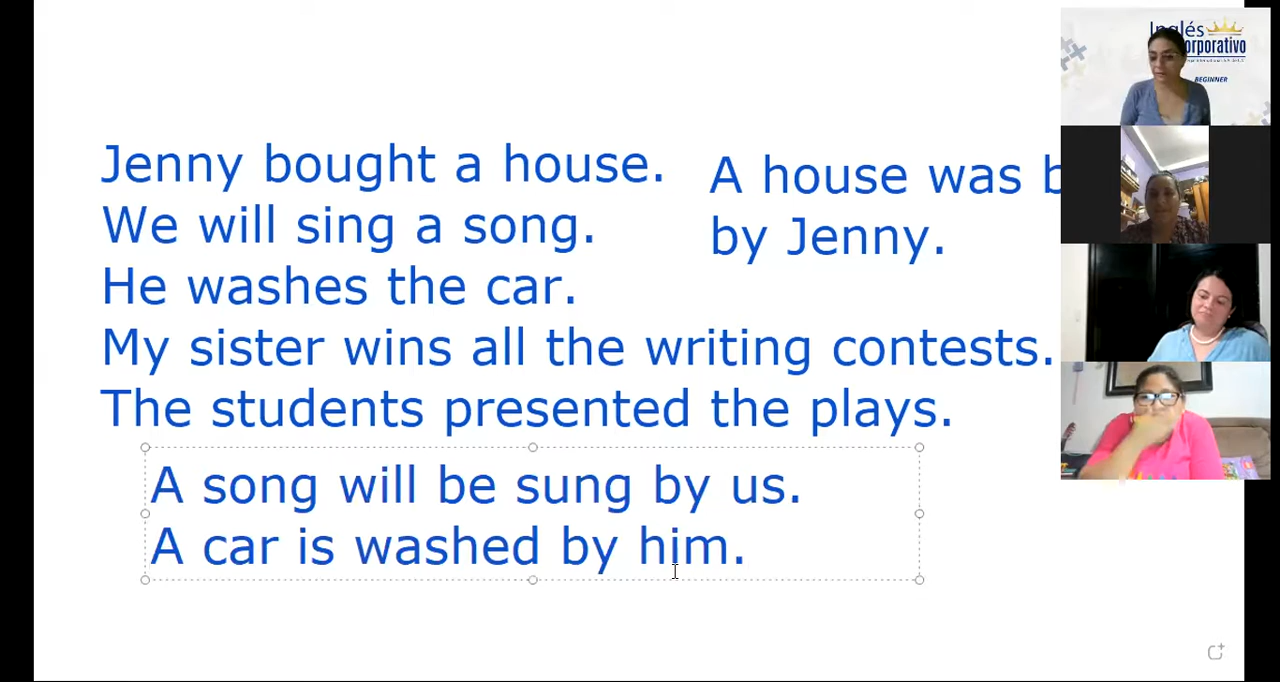 Jenny bought a house.
We will sing a song.
He washes the car.
My sister wins all the writing contests.
The students presented the plays.
A house was
by Jenny.
A song will be sung by us.
A car is washed by him.
Inglés
orporativo
BEGINNER